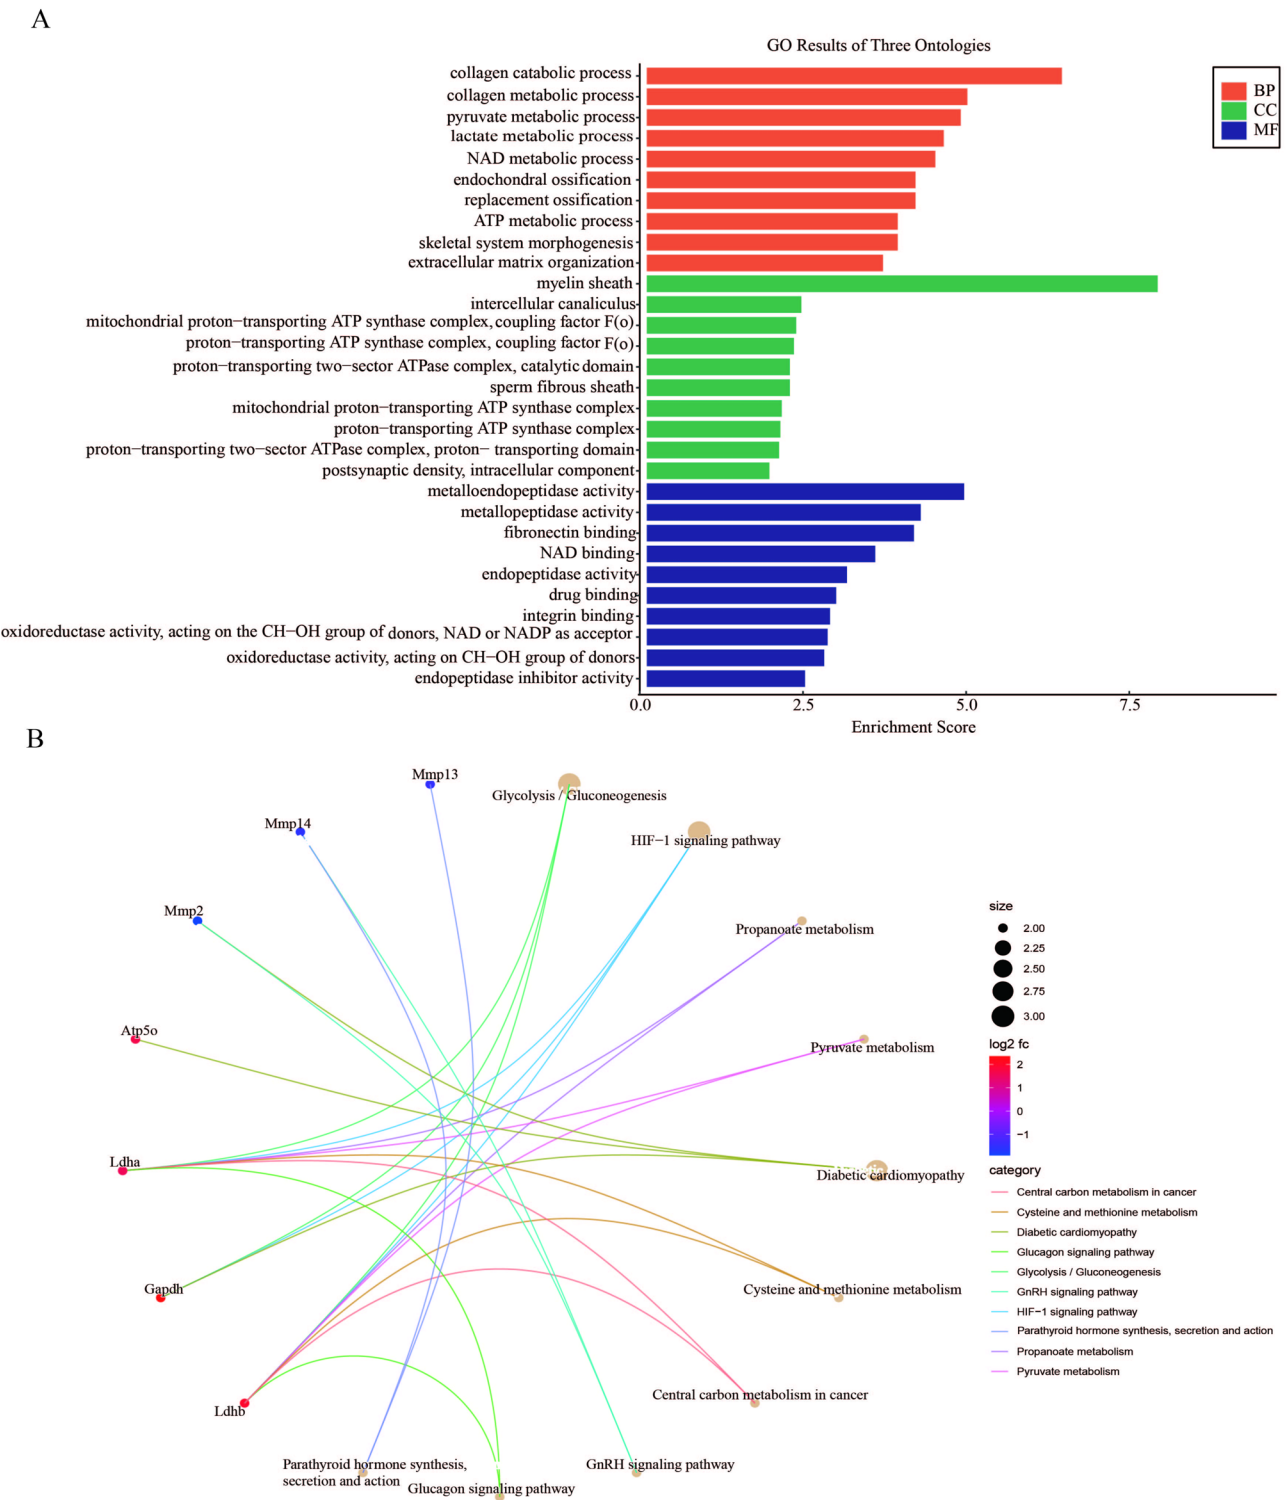 A
GO Results of Three Ontologies
collagen catabolic process
collagen metabolic process
pyruvate metabolic process
lactate metabolic process
NAD metabolic process
endochondral ossification
replacement ossification
ATP metabolic process
skeletal system morphogenesis
extracellular matrix organization
myelin sheath
intercellular canaliculus
mitochondrial proton−transporting ATP synthase complex, coupling factor F(o)
proton−transporting ATP synthase complex, coupling factor F(o)
proton−transporting two−sector ATPase complex, catalytic domain
sperm fibrous sheath
mitochondrial proton−transporting ATP synthase complex
proton−transporting ATP synthase complex
proton−transporting two−sector ATPase complex, proton− transporting domain
postsynaptic density, intracellular component
metalloendopeptidase activity
metallopeptidase activity
fibronectin binding
NAD binding
endopeptidase activity
drug binding
integrin binding
oxidoreductase activity, acting on the CH−OH group of donors, NAD or NADP as acceptor
oxidoreductase activity, acting on CH−OH group of donors
endopeptidase inhibitor activity
0.0 2.5 5.0 7.5
Enrichment Score
BP
CC
MF
B
Mmp13
Glycolysis / Gluconeogenesis
Mmp14
HIF−1 signaling pathway
Mmp2
Propanoate metabolism
Atp5o
Pyruvate metabolism
Ldha
Diabetic cardiomyopathy
Gapdh
Cysteine and methionine metabolism
Ldhb
Central carbon metabolism in cancer
Parathyroid hormone synthesis,
secretion and action
Glucagon signaling pathway
GnRH signaling pathway
size
2.00
2.25
2.50
2.75
3.00
log2 fc
2
1
0
−1
category
Central carbon metabolism in cancer
Cysteine and methionine metabolism
Diabetic cardiomyopathy
Glucagon signaling pathway
Glycolysis / Gluconeogenesis
GnRH signaling pathway
HIF−1 signaling pathway
Parathyroid hormone synthesis, secretion and action
Propanoate metabolism
Pyruvate metabolism